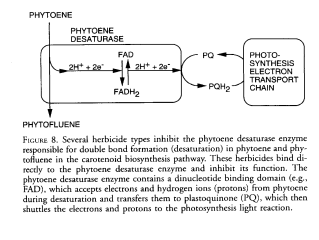 PHYTOENE
PHYTOENE
DESATURASE
FAD
2H⁺ + 2e⁻
2H⁺ + 2e⁻
FADH₂
PQ
PQH₂
PHOTO-
SYNTHESIS
ELECTRON
TRANSPORT
CHAIN
PHYTOFLUENE
FIGURE 8. Several herbicide types inhibit the phytoene desaturase enzyme
responsible for double bond formation (desaturation) in phytoene and phy-
tofluene in the carotenoid biosynthesis pathway. These herbicides bind di-
rectly to the phytoene desaturase enzyme and inhibit its function. The
phytoene desaturase enzyme contains a dinucleotide binding domain (e.g.,
FAD), which accepts electrons and hydrogen ions (protons) from phytoene
during desaturation and transfers them to plastoquinone (PQ), which then
shuttles the electrons and protons to the photosynthesis light reaction.